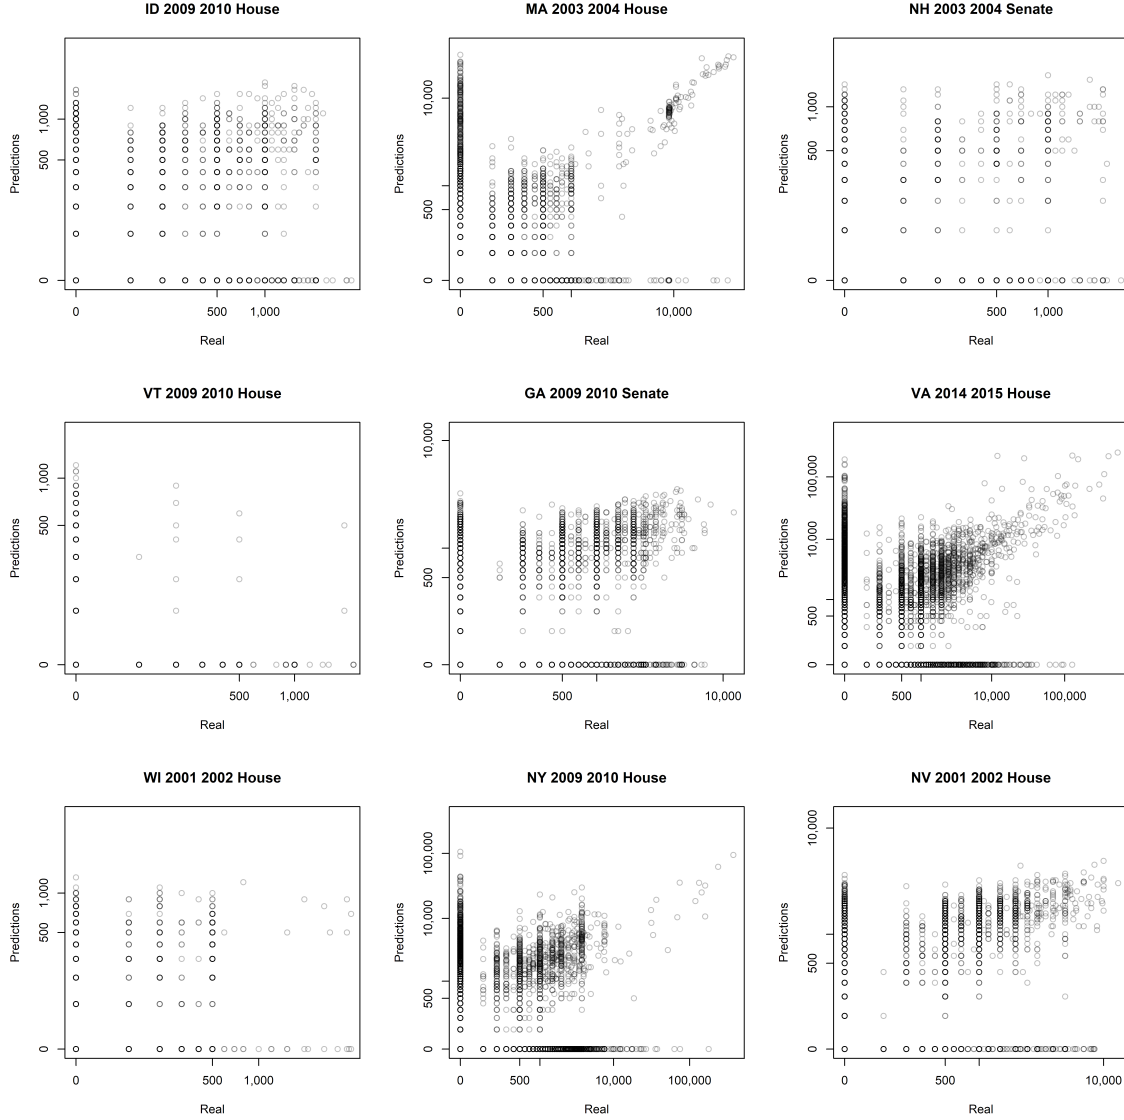 ID 2009 2010 House
Predictions
0
500
1,000
0
500
1,000
Real
MA 2003 2004 House
Predictions
0
500
10,000
0
500
10,000
Real
NH 2003 2004 Senate
Predictions
0
500
1,000
0
500
1,000
Real
VT 2009 2010 House
Predictions
0
500
1,000
0
500
1,000
Real
GA 2009 2010 Senate
Predictions
0
500
10,000
0
500
10,000
Real
VA 2014 2015 House
Predictions
0
500
10,000
100,000
0
500
10,000
100,000
Real
WI 2001 2002 House
Predictions
0
500
1,000
0
500
1,000
Real
NY 2009 2010 House
Predictions
0
500
10,000
100,000
0
500
10,000
100,000
Real
NV 2001 2002 House
Predictions
0
500
10,000
0
500
10,000
Real